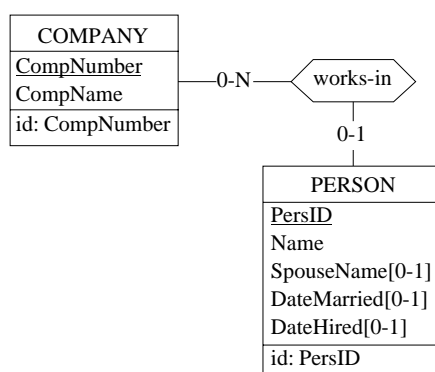 COMPANY
CompNumber
CompName
id: CompNumber
0-N
works-in
0-1
PERSON
PersID
Name
SpouseName[0-1]
DateMarried[0-1]
DateHired[0-1]
id: PersID